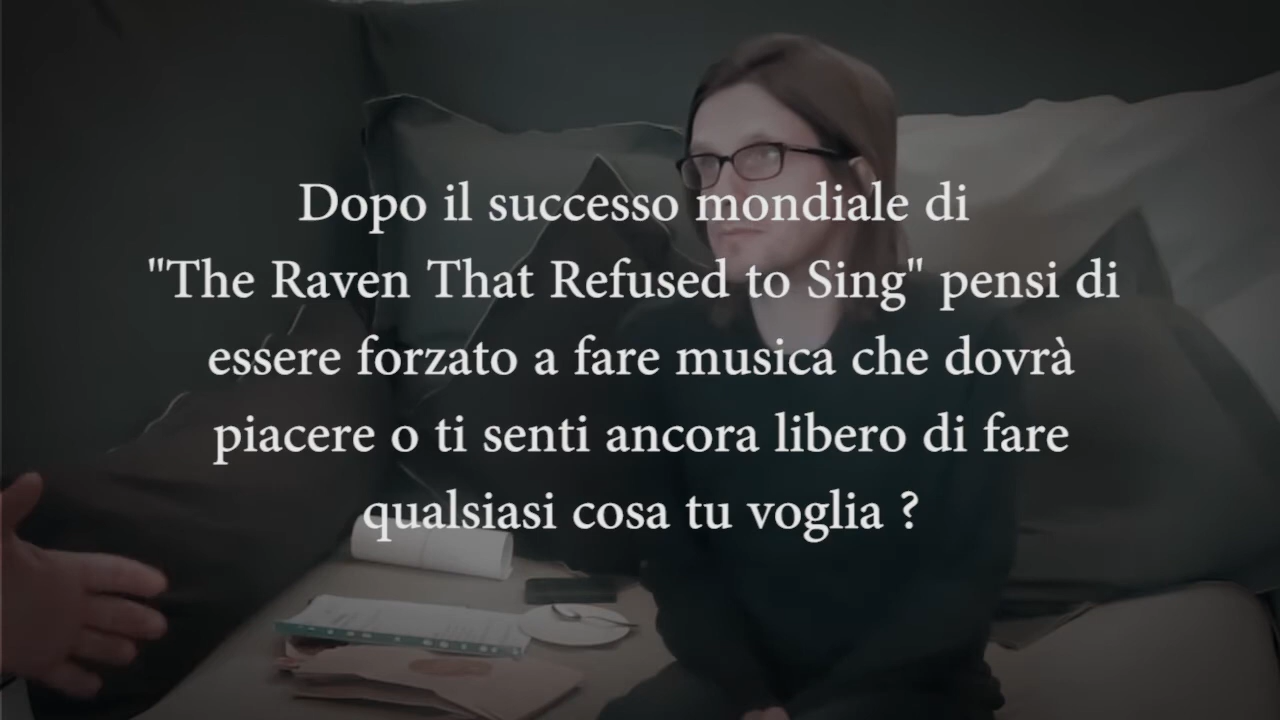 Dopo il successo mondiale di
"The Raven That Refused to Sing" pensi di
essere forzato a fare musica che dovrà
piacere o ti senti ancora libero di fare
qualsiasi cosa tu voglia ?